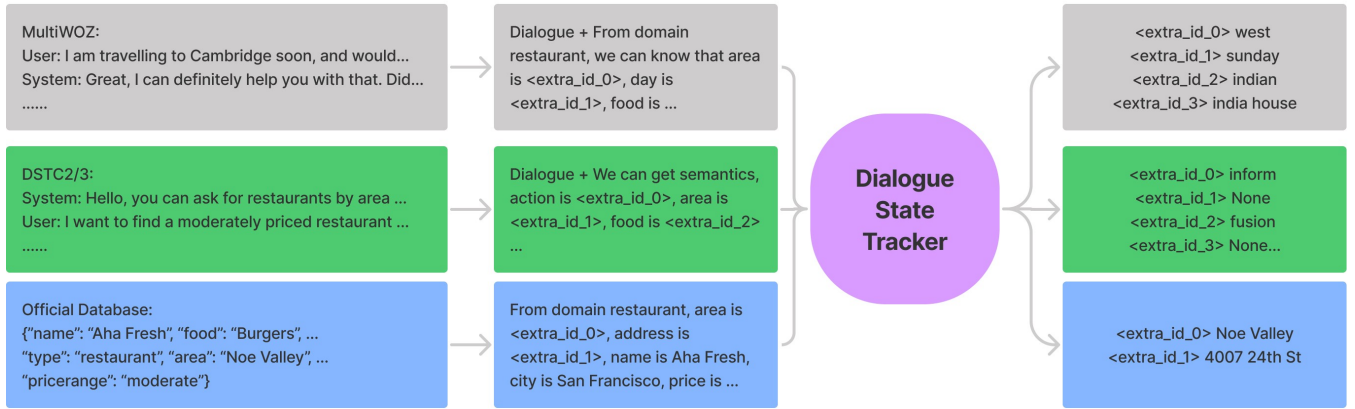 MultiWOZ:
User: I am travelling to Cambridge soon, and would...
System: Great, I can definitely help you with that. Did...
......
Dialogue + From domain
restaurant, we can know that area
is <extra_id_0>, day is
<extra_id_1>, food is ...
<extra_id_0> west
<extra_id_1> sunday
<extra_id_2> indian
<extra_id_3> india house
DSTC2/3:
System: Hello, you can ask for restaurants by area ...
User: I want to find a moderately priced restaurant ...
......
Dialogue + We can get semantics,
action is <extra_id_0>, area is
<extra_id_1>, food is <extra_id_2>
...
Dialogue
State
Tracker
<extra_id_0> inform
<extra_id_1> None
<extra_id_2> fusion
<extra_id_3> None...
Official Database:
{”name”: “Aha Fresh”, “food”: “Burgers”, ...
“type”: “restaurant”, “area”: “Noe Valley”, ...
“pricerange”: “moderate”}
From domain restaurant, area is
<extra_id_0>, address is
<extra_id_1>, name is Aha Fresh,
city is San Francisco, price is ...
<extra_id_0> Noe Valley
<extra_id_1> 4007 24th St